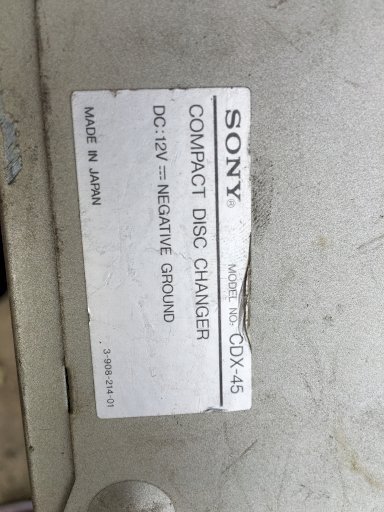 SONY® MODEL NO. CDX-45
COMPACT DISC CHANGER
DC:12V ⎓ NEGATIVE GROUND
MADE IN JAPAN
3-908-214-01